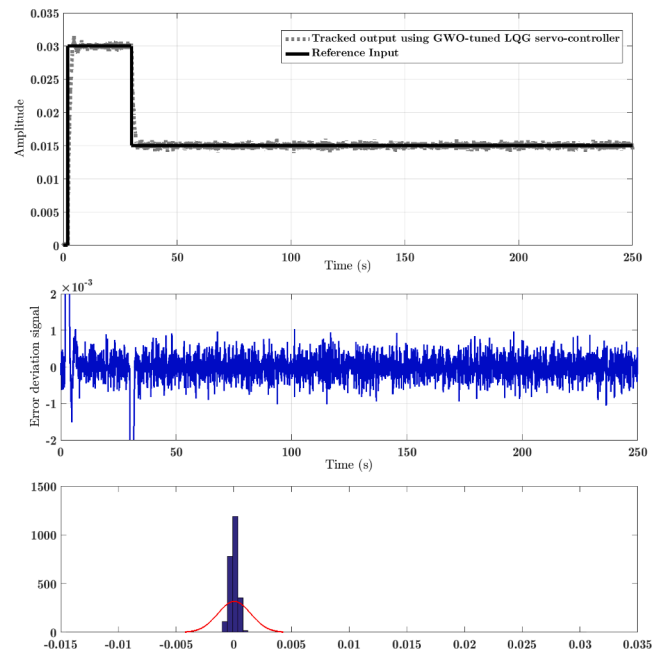 0.035
0.03
0.025
0.02
0.015
0.01
0.005
0
Amplitude
Tracked output using GWO-tuned LQG servo-controller
Reference Input
0 50 100 150 200 250
Time (s)
×10⁻³
2
1
0
-1
-2
Error deviation signal
0 50 100 150 200 250
Time (s)
1500
1000
500
0
-0.015 -0.01 -0.005 0 0.005 0.01 0.015 0.02 0.025 0.03 0.035